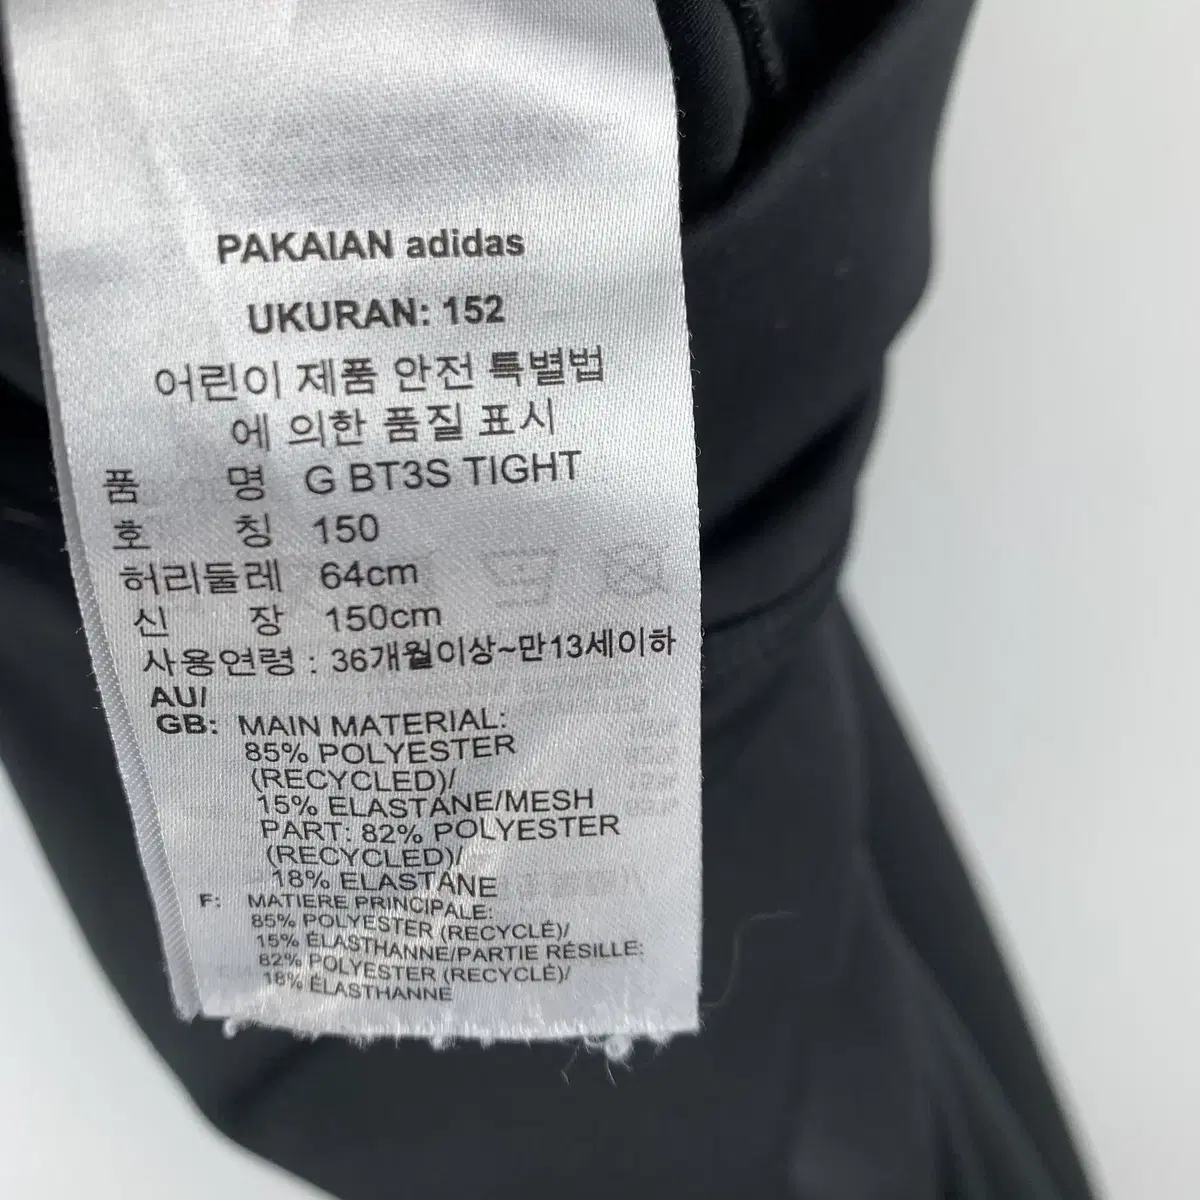 PAKAIAN adidas
UKURAN: 152
어린이 제품 안전 특별법
에 의한 품질 표시
품 명 G BT3S TIGHT
호 칭 150
허리둘레 64cm
신 장 150cm
사용연령 : 36개월이상~만13세이하
AU/
GB: MAIN MATERIAL:
85% POLYESTER
(RECYCLED)/
15% ELASTANE/MESH
PART: 82% POLYESTER
(RECYCLED)/
18% ELASTANE
F: MATIERE PRINCIPALE:
85% POLYESTER (RECYCLÉ)/
15% ÉLASTHANNE/PARTIE RÉSILLE:
82% POLYESTER (RECYCLÉ)/
18% ÉLASTHANNE